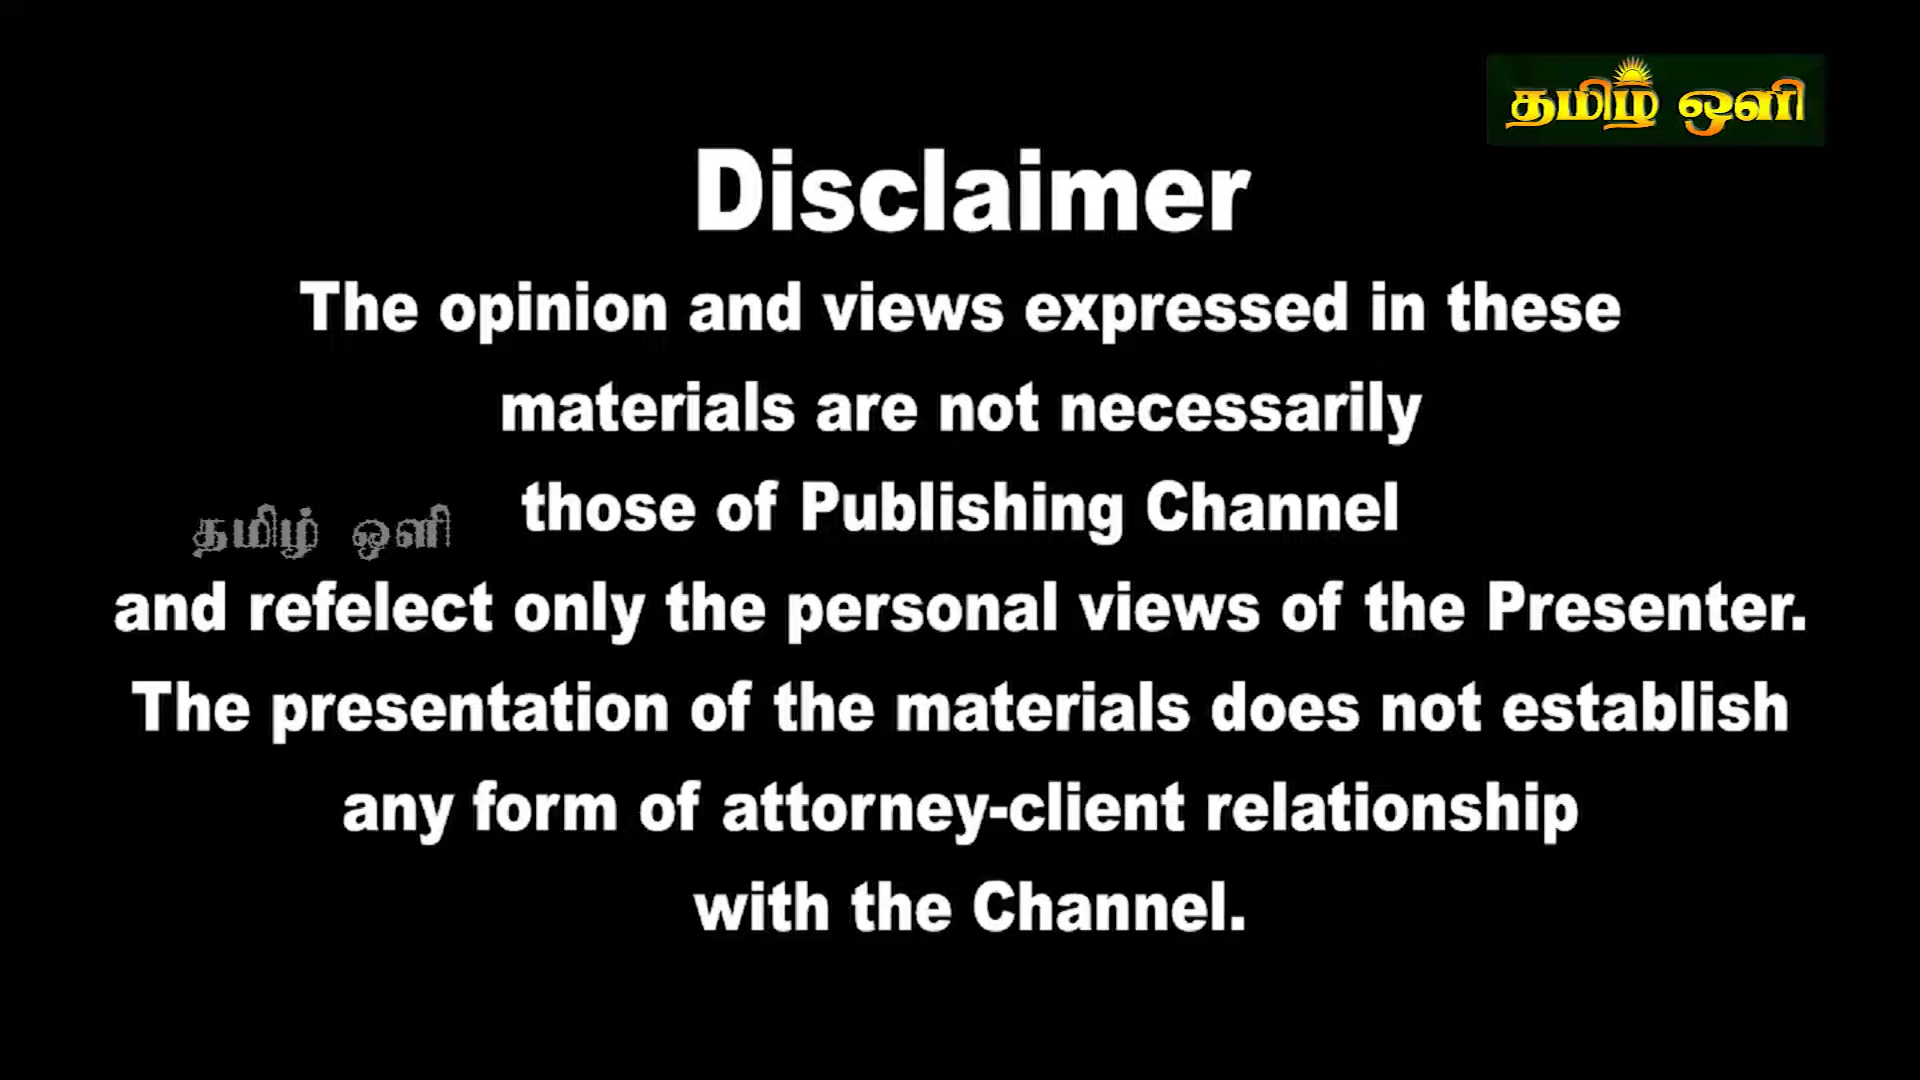 தமிழ் ஒளி
Disclaimer
The opinion and views expressed in these
materials are not necessarily
those of Publishing Channel
தமிழ் ஒளி
and refelect only the personal views of the Presenter.
The presentation of the materials does not establish
any form of attorney-client relationship
with the Channel.